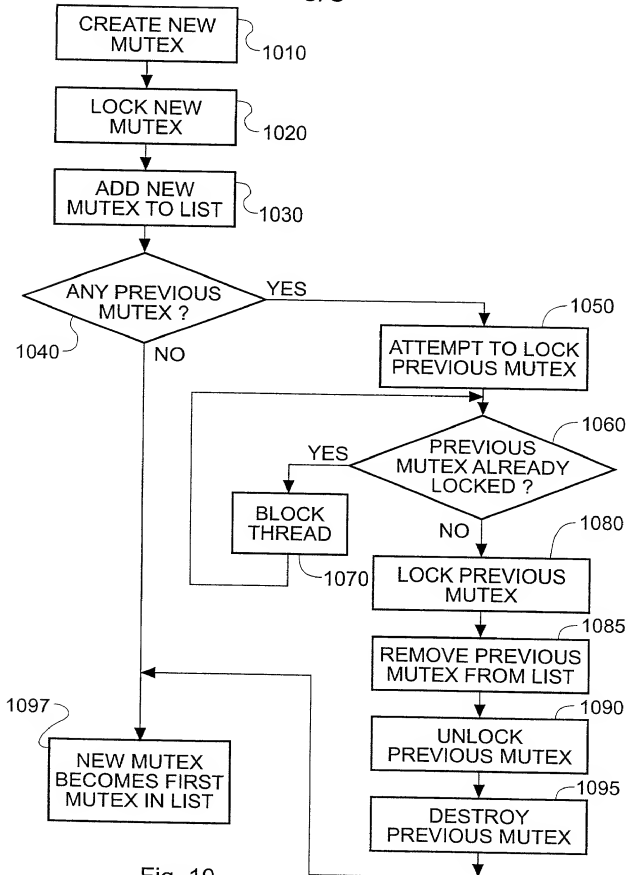 CREATE NEW
MUTEX
1010
LOCK NEW
MUTEX
1020
ADD NEW
MUTEX TO LIST
1030
ANY PREVIOUS
MUTEX ?
1040
YES
NO
1050
ATTEMPT TO LOCK
PREVIOUS MUTEX
1060
PREVIOUS
MUTEX ALREADY
LOCKED ?
YES
NO
BLOCK
THREAD
1070
1080
LOCK PREVIOUS
MUTEX
1085
REMOVE PREVIOUS
MUTEX FROM LIST
1090
UNLOCK
PREVIOUS MUTEX
1095
DESTROY
PREVIOUS MUTEX
1097
NEW MUTEX
BECOMES FIRST
MUTEX IN LIST
Fig. 10